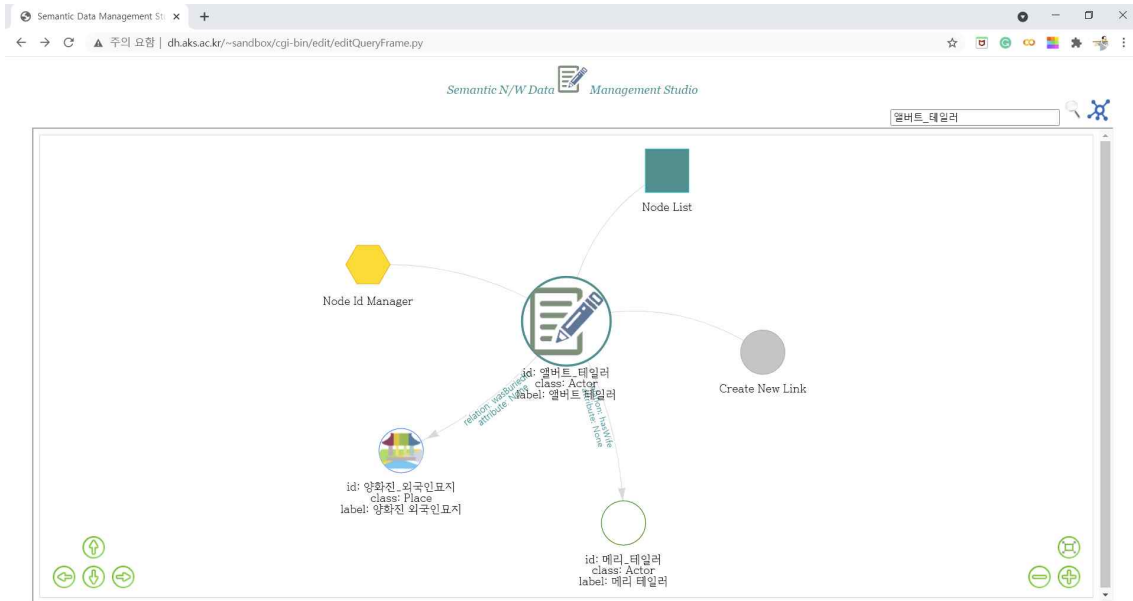 Semantic Data Management St
주의 요함 | dh.aks.ac.kr/~sandbox/cgi-bin/edit/editQueryFrame.py
Semantic N/W Data Management Studio
앨버트_테일러
Node List
Node Id Manager
id: 앨버트_테일러
class: Actor
label: 앨버트 테일러
Create New Link
relation: wasBuriedIn
attribute: None
relation: hasWife
attribute: None
id: 양화진_외국인묘지
class: Place
label: 양화진 외국인묘지
id: 메리_테일러
class: Actor
label: 메리 테일러